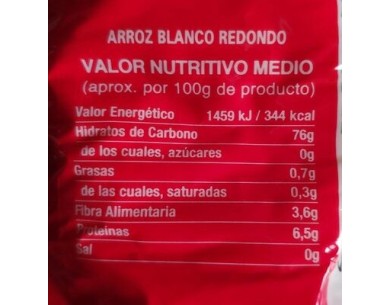 ARROZ BLANCO REDONDO
VALOR NUTRITIVO MEDIO
(aprox. por 100g de producto)
Valor Energético 1459 kJ / 344 kcal
Hidratos de Carbono 76g
de los cuales, azúcares 0g
Grasas 0,7g
de las cuales, saturadas 0,3g
Fibra Alimentaria 3,6g
Proteinas 6,5g
Sal 0g